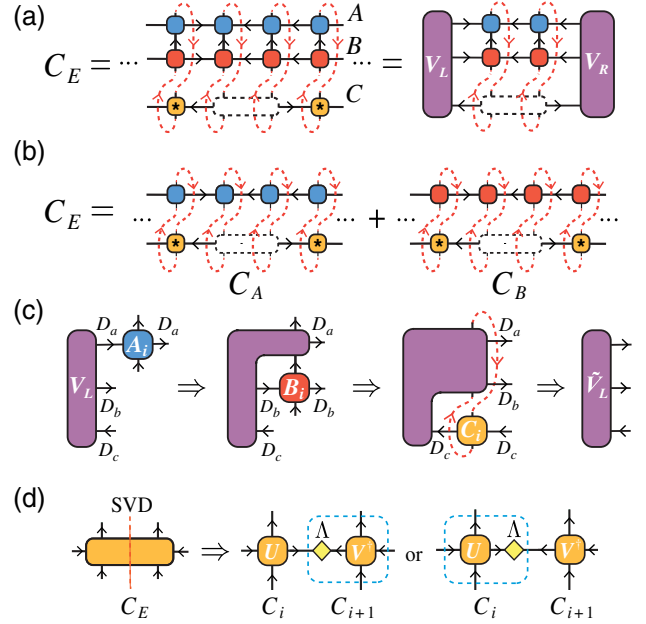 (a)
A
B
C_E = ... ... =
C
* *
V_L V_R
(b)
C_E = ... ... + ... ...
* * * *
C_A C_B
(c)
D_a D_a
A_i
V_L
D_b
D_c
⇒
D_a
B_i
D_b D_b
D_c
⇒
D_a
D_b
C_i
D_c D_c
⇒
Ṽ_L
(d)
SVD
C_E
⇒
Λ
U V†
C_i C_{i+1}
or
Λ
U V†
C_i C_{i+1}